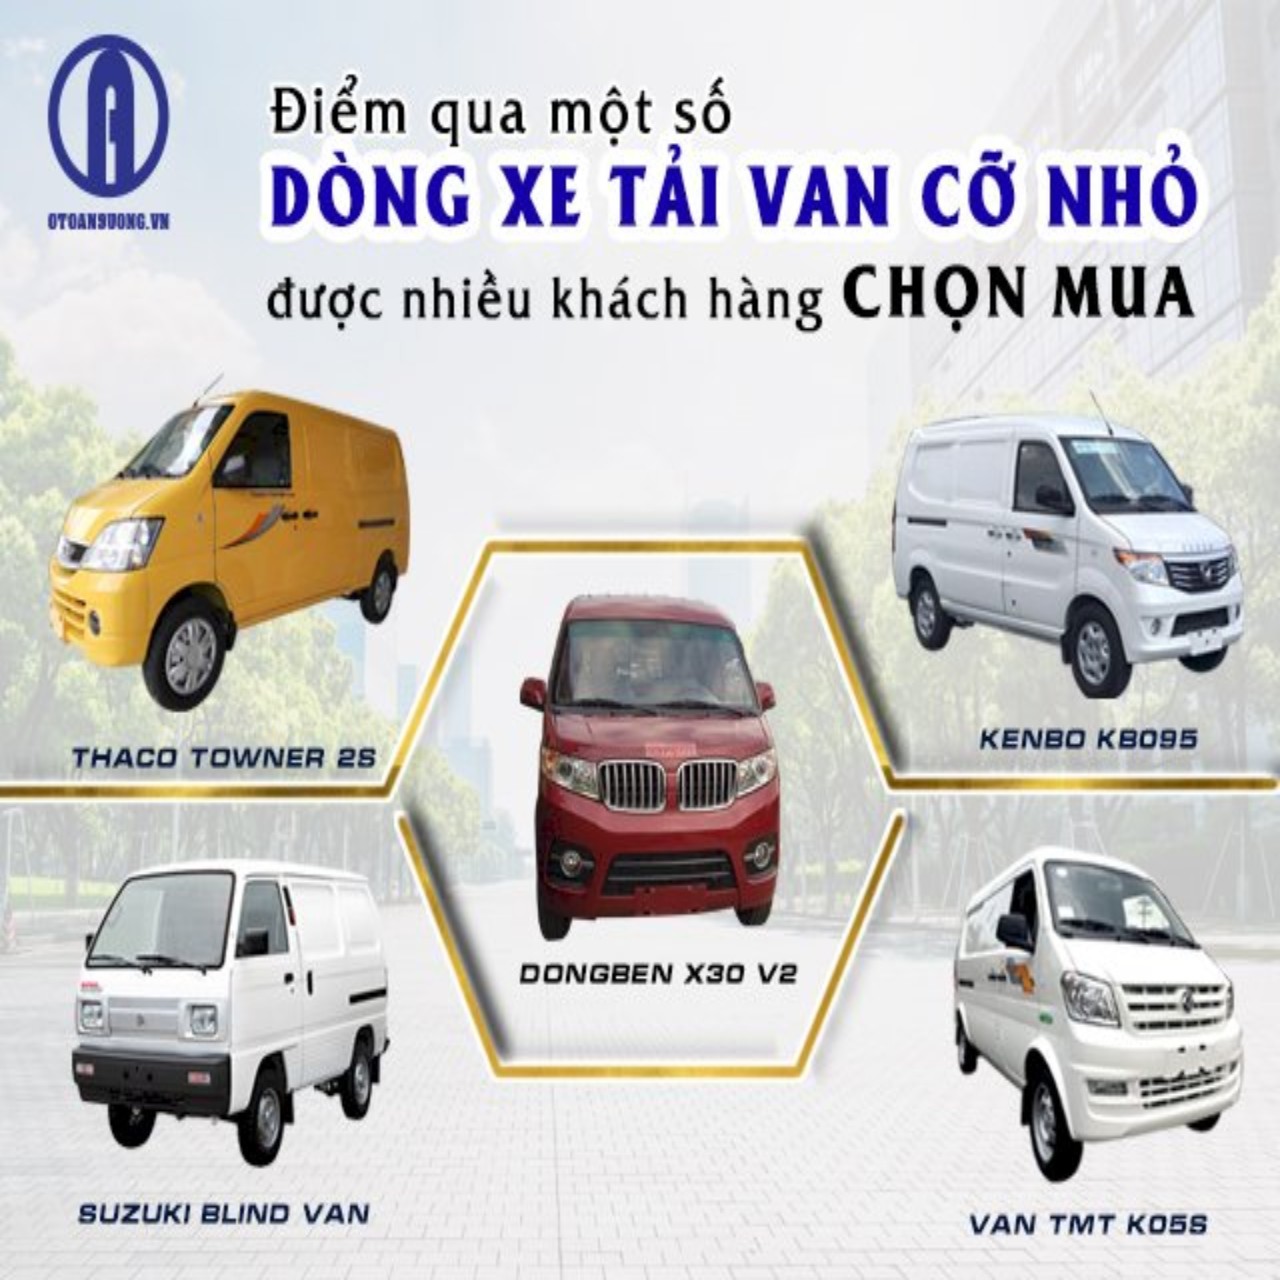 OTOAN9UONG.VN
Điểm qua một số
DÒNG XE TẢI VAN CỠ NHỎ
được nhiều khách hàng CHỌN MUA
THACO TOWNER 2S
KENBO KB095
DONGBEN X30 V2
SUZUKI BLIND VAN
VAN TMT K05S